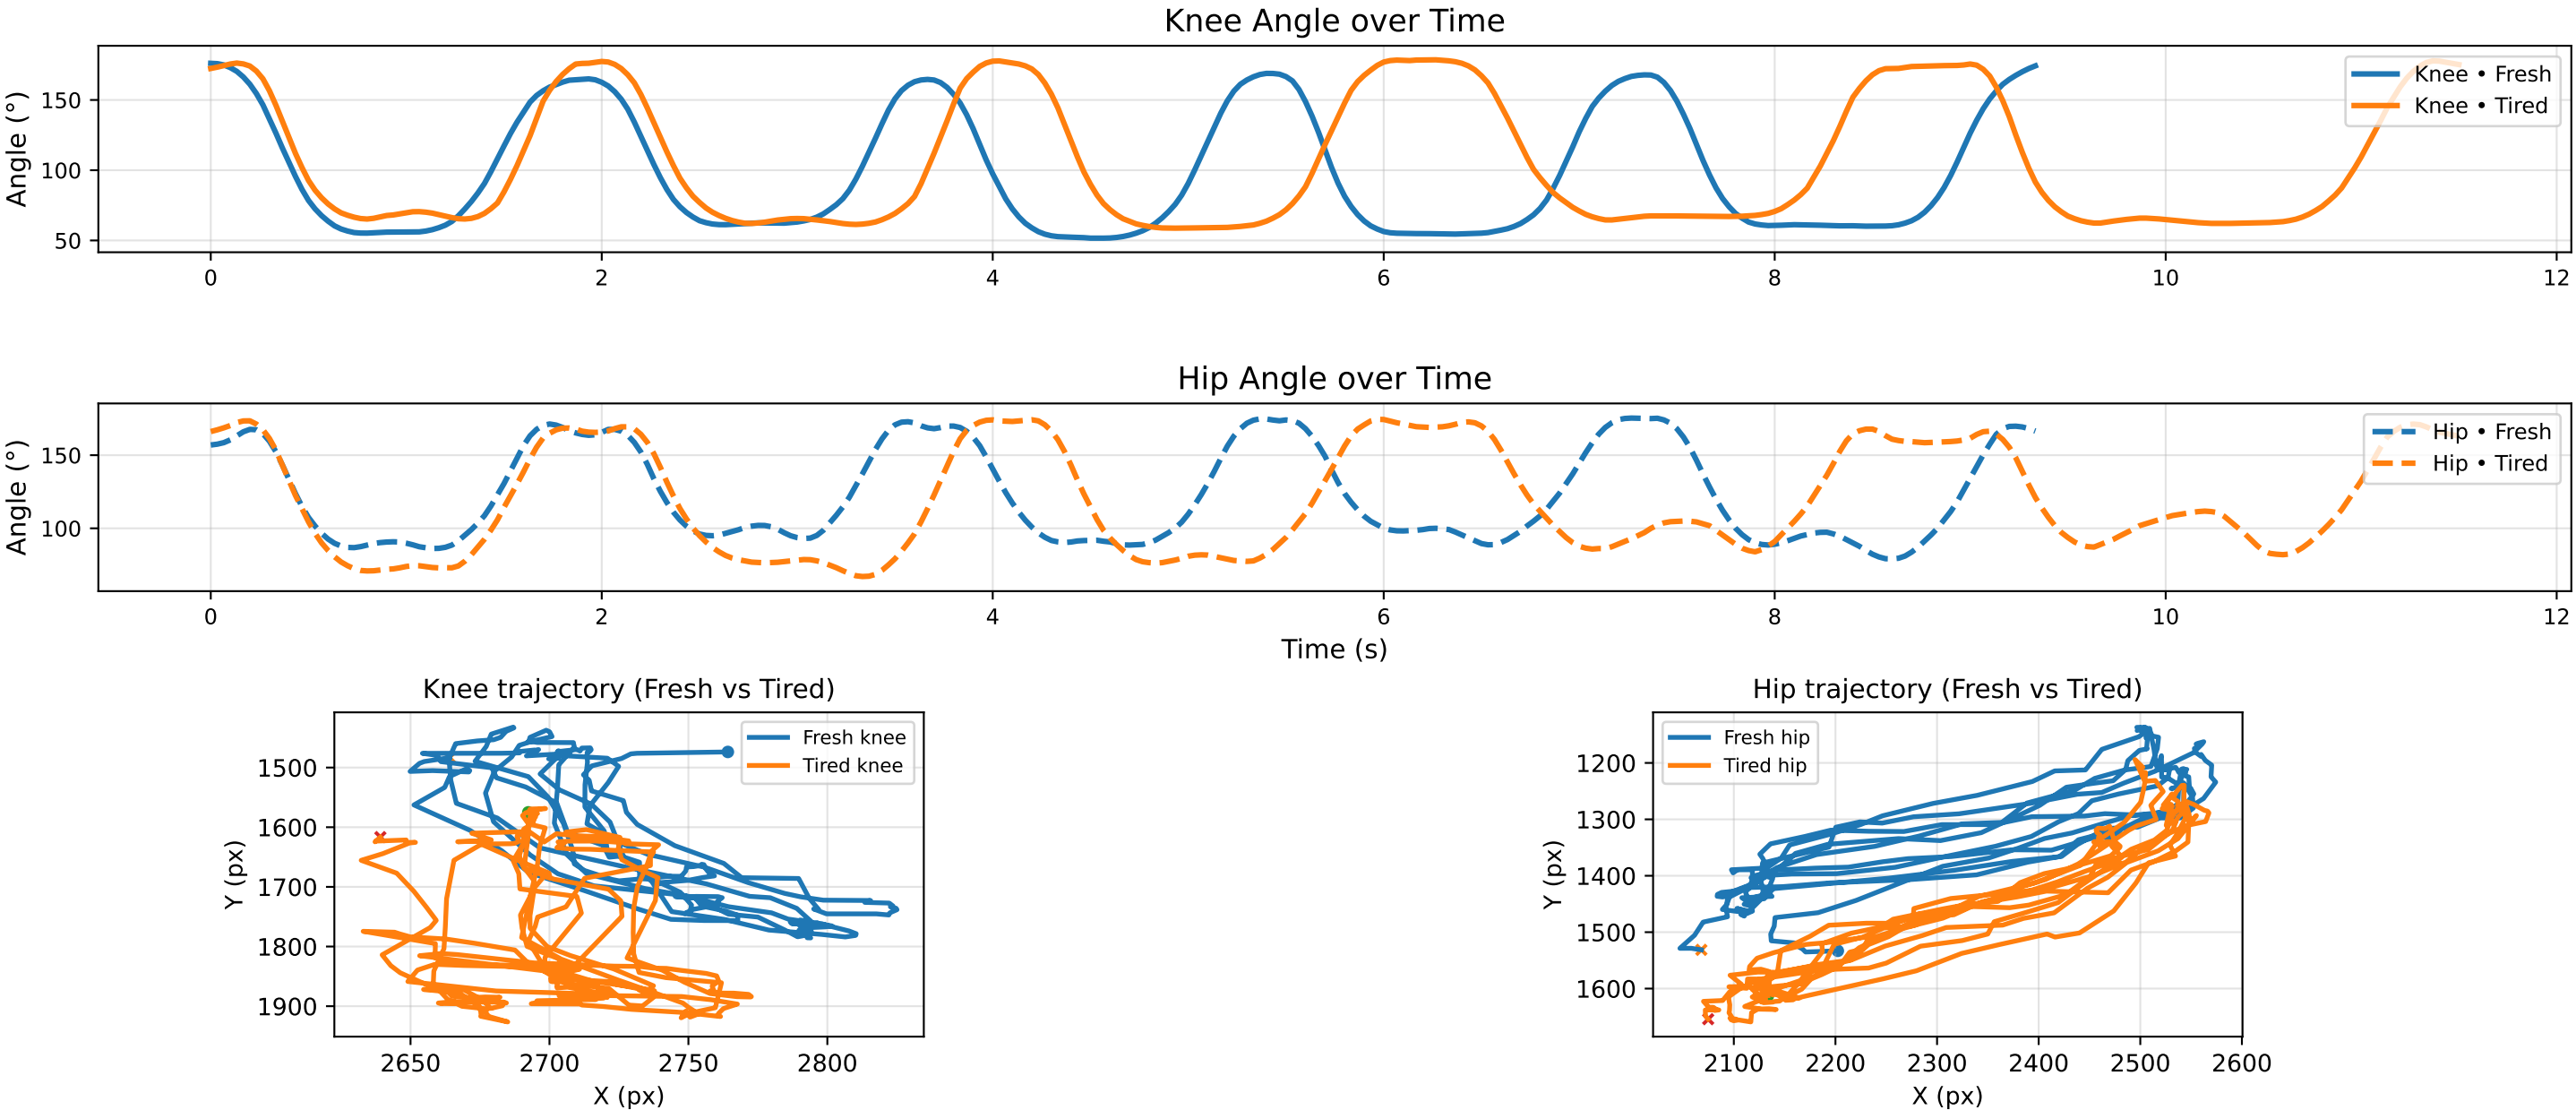 Knee Angle over Time
Angle (°)
150
100
50
Knee • Fresh
Knee • Tired
0 2 4 6 8 10 12
Hip Angle over Time
Angle (°)
150
100
Hip • Fresh
Hip • Tired
0 2 4 6 8 10 12
Time (s)
Knee trajectory (Fresh vs Tired)
Y (px)
1500
1600
1700
1800
1900
Fresh knee
Tired knee
2650 2700 2750 2800
X (px)
Hip trajectory (Fresh vs Tired)
Y (px)
1200
1300
1400
1500
1600
Fresh hip
Tired hip
2100 2200 2300 2400 2500 2600
X (px)